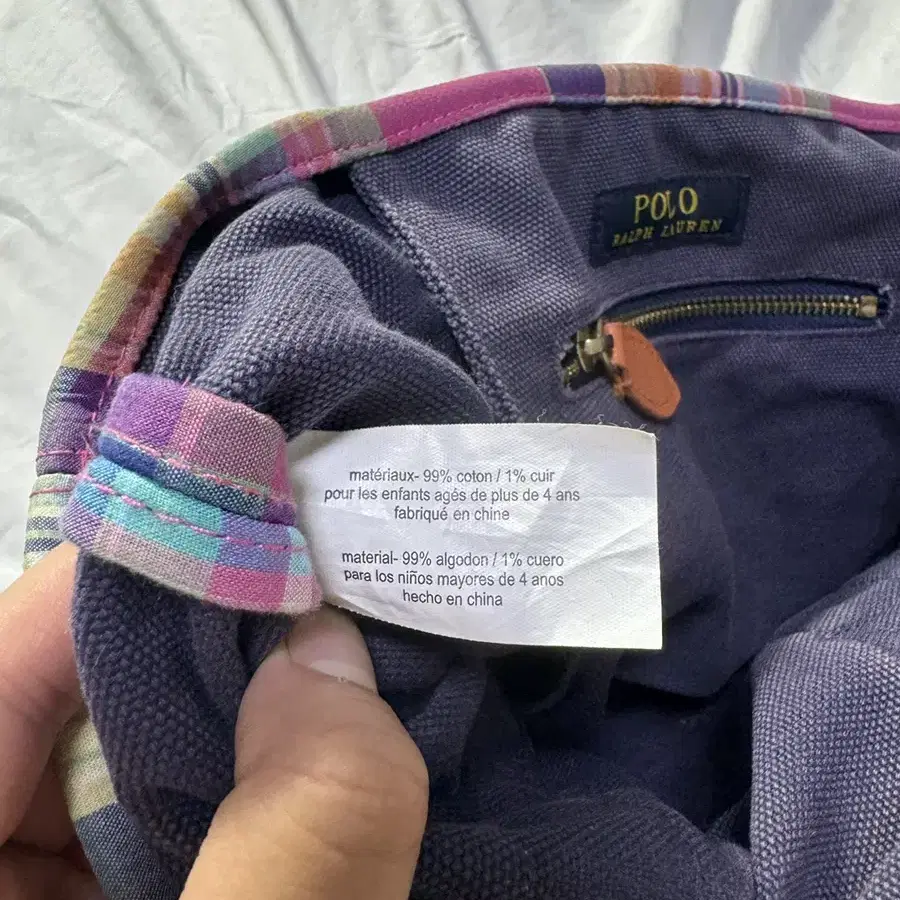 POLO
RALPH LAUREN
matériaux- 99% coton / 1% cuir
pour les enfants agés de plus de 4 ans
fabriqué en chine
material- 99% algodon / 1% cuero
para los niños mayores de 4 anos
hecho en china